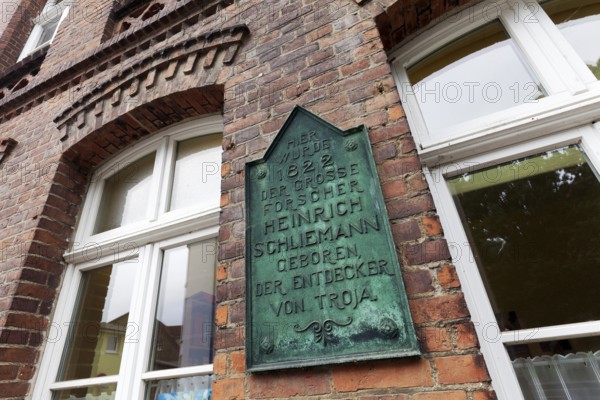 HIER
WURDE
1822
DER GROSSE
FORSCHER
HEINRICH
SCHLIEMANN
GEBOREN,
DER ENTDECKER
VON TROJA.